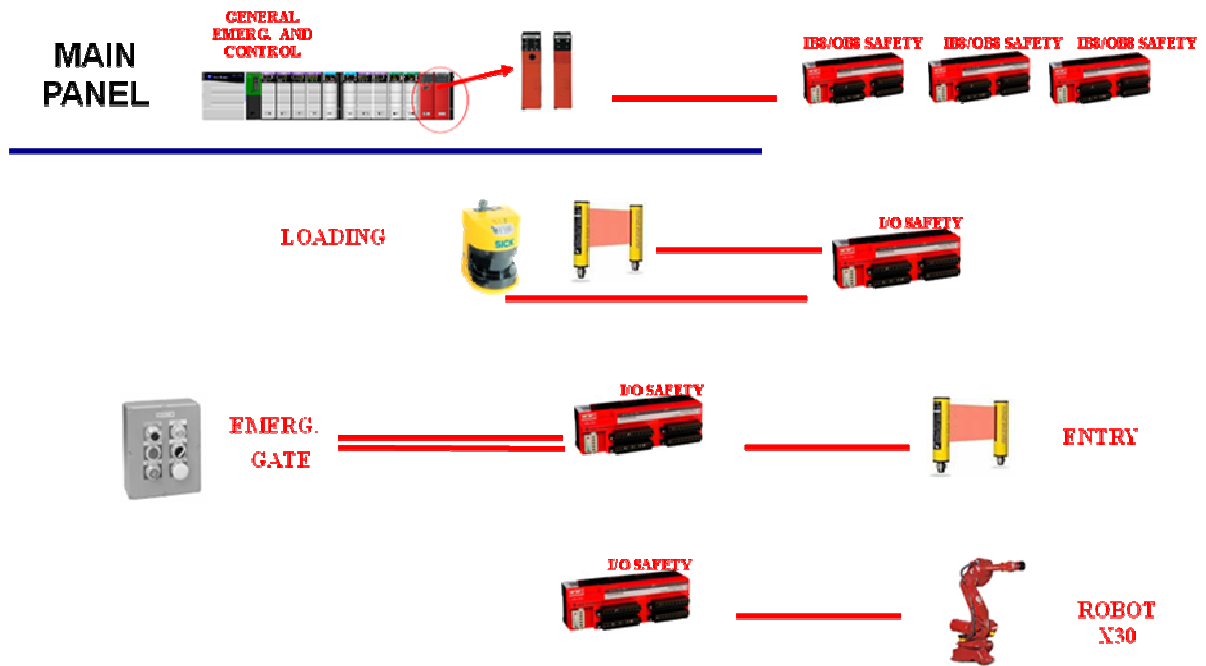 GENERAL
EMERG. AND
CONTROL
MAIN
PANEL
IB8/OB8 SAFETY
IB8/OB8 SAFETY
IB8/OB8 SAFETY
LOADING
SICK
I/O SAFETY
I/O SAFETY
EMERG.
GATE
ENTRY
I/O SAFETY
ROBOT
X30